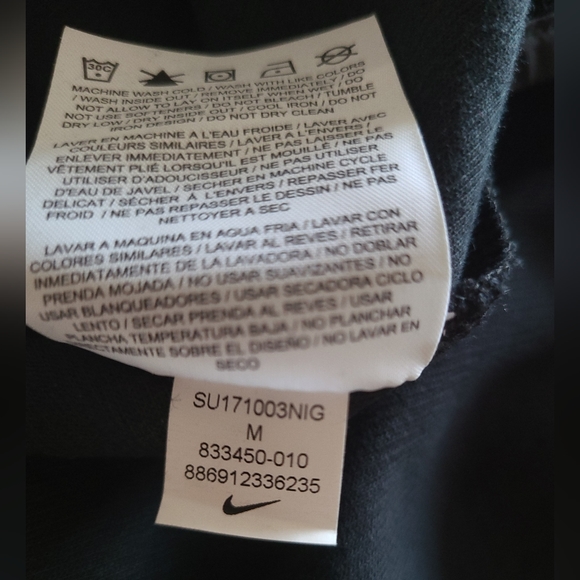 30C
MACHINE WASH COLD / WASH WITH LIKE COLORS
/ WASH INSIDE OUT / REMOVE IMMEDIATELY / DO
NOT ALLOW TO LAY ON ITSELF WHEN WET / DO
NOT USE SOFTENERS / DO NOT BLEACH / TUMBLE
DRY LOW / DRY INSIDE OUT / COOL IRON / DO NOT
IRON DESIGN / DO NOT DRY CLEAN
LAVER EN MACHINE A L'EAU FROIDE / LAVER AVEC
COULEURS SIMILAIRES / LAVER A L'ENVERS /
ENLEVER IMMEDIATEMENT / NE PAS LAISSER LE
VÊTEMENT PLIÉ LORSQU'IL EST MOUILLÉ / NE PAS
UTILISER D'ADOUCISSEUR / NE PAS UTILISER
D'EAU DE JAVEL / SÉCHER EN MACHINE CYCLE
DELICAT / SÉCHER À L'ENVERS / REPASSER FER
FROID / NE PAS REPASSER LE DESSIN / NE PAS
NETTOYER A SEC
LAVAR A MAQUINA EN AGUA FRIA / LAVAR CON
COLORES SIMILARES / LAVAR AL REVES / RETIRAR
INMEDIATAMENTE DE LA LAVADORA / NO DOBLAR
PRENDA MOJADA / NO USAR SUAVIZANTES / NO
USAR BLANQUEADORES / USAR SECADORA CICLO
LENTO / SECAR PRENDA AL REVES / USAR
PLANCHA TEMPERATURA BAJA / NO PLANCHAR
SOBRE EL DISEÑO / NO LAVAR EN
SECO
SU171003NIG
M
833450-010
886912336235